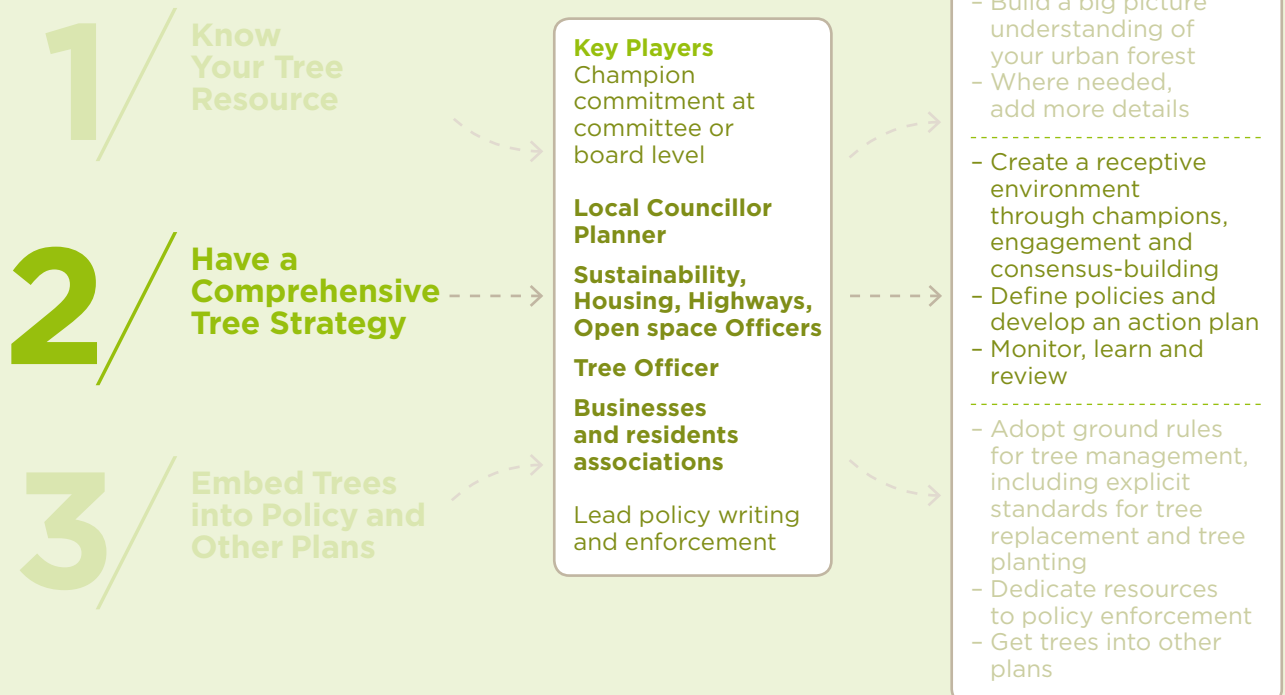 1
Know
Your Tree
Resource
2
Have a
Comprehensive
Tree Strategy
3
Embed Trees
into Policy and
Other Plans
Key Players
Champion
commitment at
committee or
board level
Local Councillor
Planner
Sustainability,
Housing, Highways,
Open space Officers
Tree Officer
Businesses
and residents
associations
Lead policy writing
and enforcement
– Build a big picture
understanding of
your urban forest
– Where needed,
add more details
– Create a receptive
environment
through champions,
engagement and
consensus-building
– Define policies and
develop an action plan
– Monitor, learn and
review
– Adopt ground rules
for tree management,
including explicit
standards for tree
replacement and tree
planting
– Dedicate resources
to policy enforcement
– Get trees into other
plans